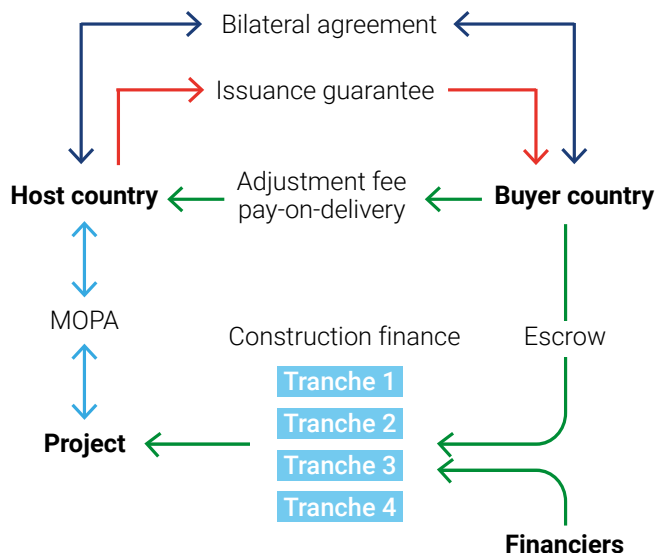 Bilateral agreement
Issuance guarantee
Host country
Adjustment fee
pay-on-delivery
Buyer country
MOPA
Construction finance
Escrow
Tranche 1
Tranche 2
Project
Tranche 3
Tranche 4
Financiers